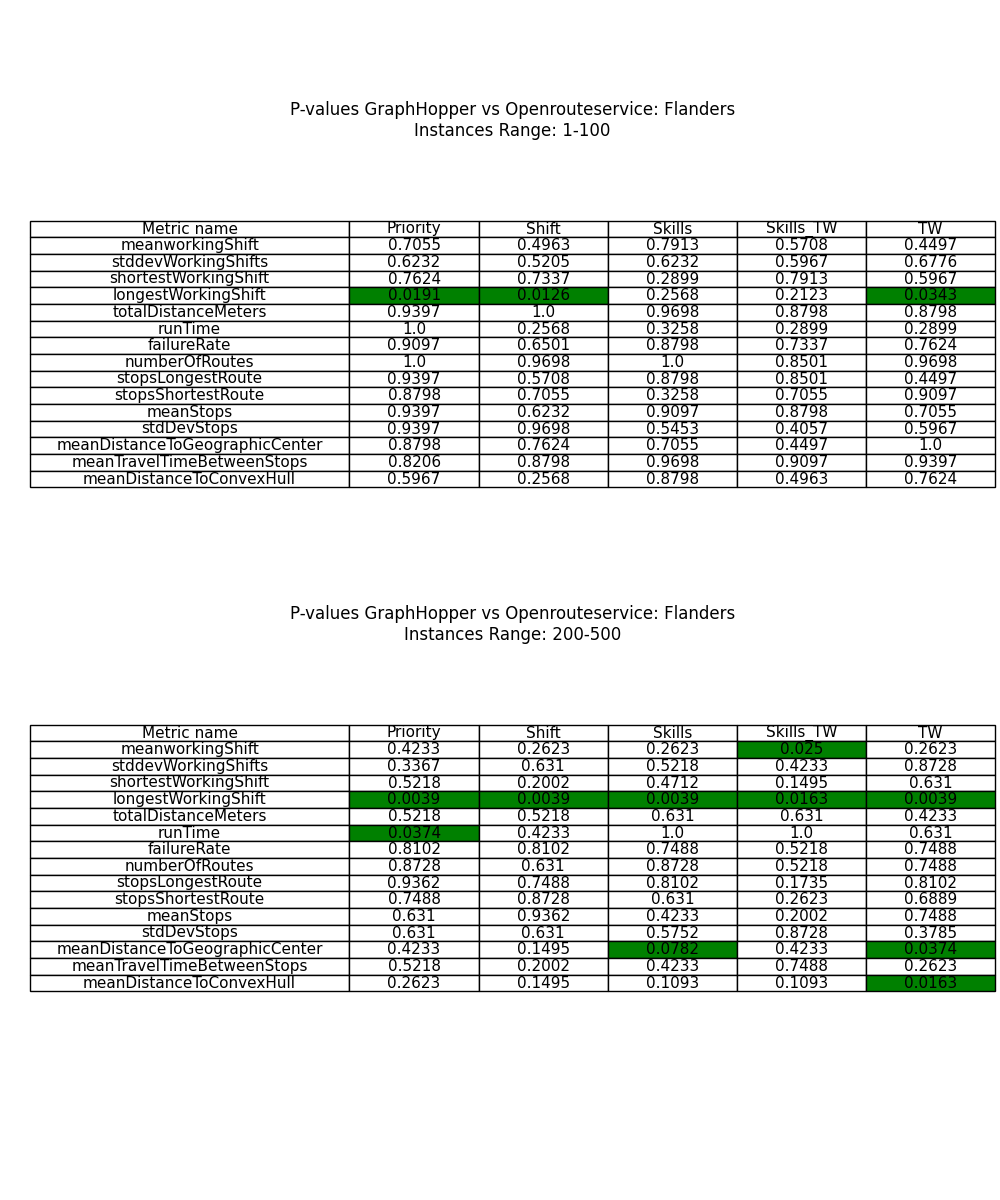 P-values GraphHopper vs Openrouteservice: Flanders
Instances Range: 1-100
Metric name Priority Shift Skills Skills_TW TW
meanworkingShift 0.7055 0.4963 0.7913 0.5708 0.4497
stddevWorkingShifts 0.6232 0.5205 0.6232 0.5967 0.6776
shortestWorkingShift 0.7624 0.7337 0.2899 0.7913 0.5967
longestWorkingShift 0.0191 0.0126 0.2568 0.2123 0.0343
totalDistanceMeters 0.9397 1.0 0.9698 0.8798 0.8798
runTime 1.0 0.2568 0.3258 0.2899 0.2899
failureRate 0.9097 0.6501 0.8798 0.7337 0.7624
numberOfRoutes 1.0 0.9698 1.0 0.8501 0.9698
stopsLongestRoute 0.9397 0.5708 0.8798 0.8501 0.4497
stopsShortestRoute 0.8798 0.7055 0.3258 0.7055 0.9097
meanStops 0.9397 0.6232 0.9097 0.8798 0.7055
stdDevStops 0.9397 0.9698 0.5453 0.4057 0.5967
meanDistanceToGeographicCenter 0.8798 0.7624 0.7055 0.4497 1.0
meanTravelTimeBetweenStops 0.8206 0.8798 0.9698 0.9097 0.9397
meanDistanceToConvexHull 0.5967 0.2568 0.8798 0.4963 0.7624
P-values GraphHopper vs Openrouteservice: Flanders
Instances Range: 200-500
Metric name Priority Shift Skills Skills_TW TW
meanworkingShift 0.4233 0.2623 0.2623 0.025 0.2623
stddevWorkingShifts 0.3367 0.631 0.5218 0.4233 0.8728
shortestWorkingShift 0.5218 0.2002 0.4712 0.1495 0.631
longestWorkingShift 0.0039 0.0039 0.0039 0.0163 0.0039
totalDistanceMeters 0.5218 0.5218 0.631 0.631 0.4233
runTime 0.0374 0.4233 1.0 1.0 0.631
failureRate 0.8102 0.8102 0.7488 0.5218 0.7488
numberOfRoutes 0.8728 0.631 0.8728 0.5218 0.7488
stopsLongestRoute 0.9362 0.7488 0.8102 0.1735 0.8102
stopsShortestRoute 0.7488 0.8728 0.631 0.2623 0.6889
meanStops 0.631 0.9362 0.4233 0.2002 0.7488
stdDevStops 0.631 0.631 0.5752 0.8728 0.3785
meanDistanceToGeographicCenter 0.4233 0.1495 0.0782 0.4233 0.0374
meanTravelTimeBetweenStops 0.5218 0.2002 0.4233 0.7488 0.2623
meanDistanceToConvexHull 0.2623 0.1495 0.1093 0.1093 0.0163